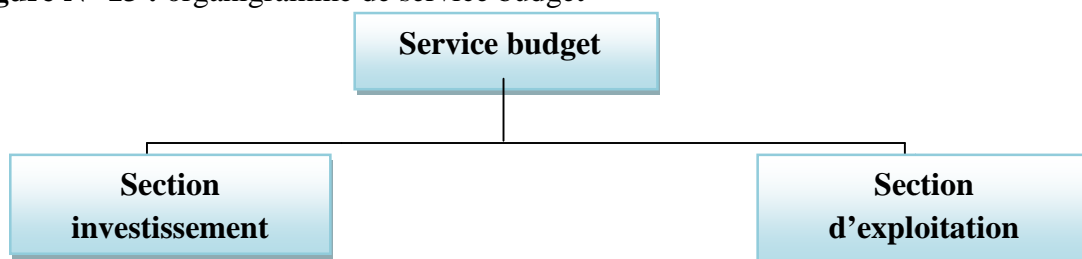 organigramme de service budget
Service budget
Section
investissement
Section
d’exploitation